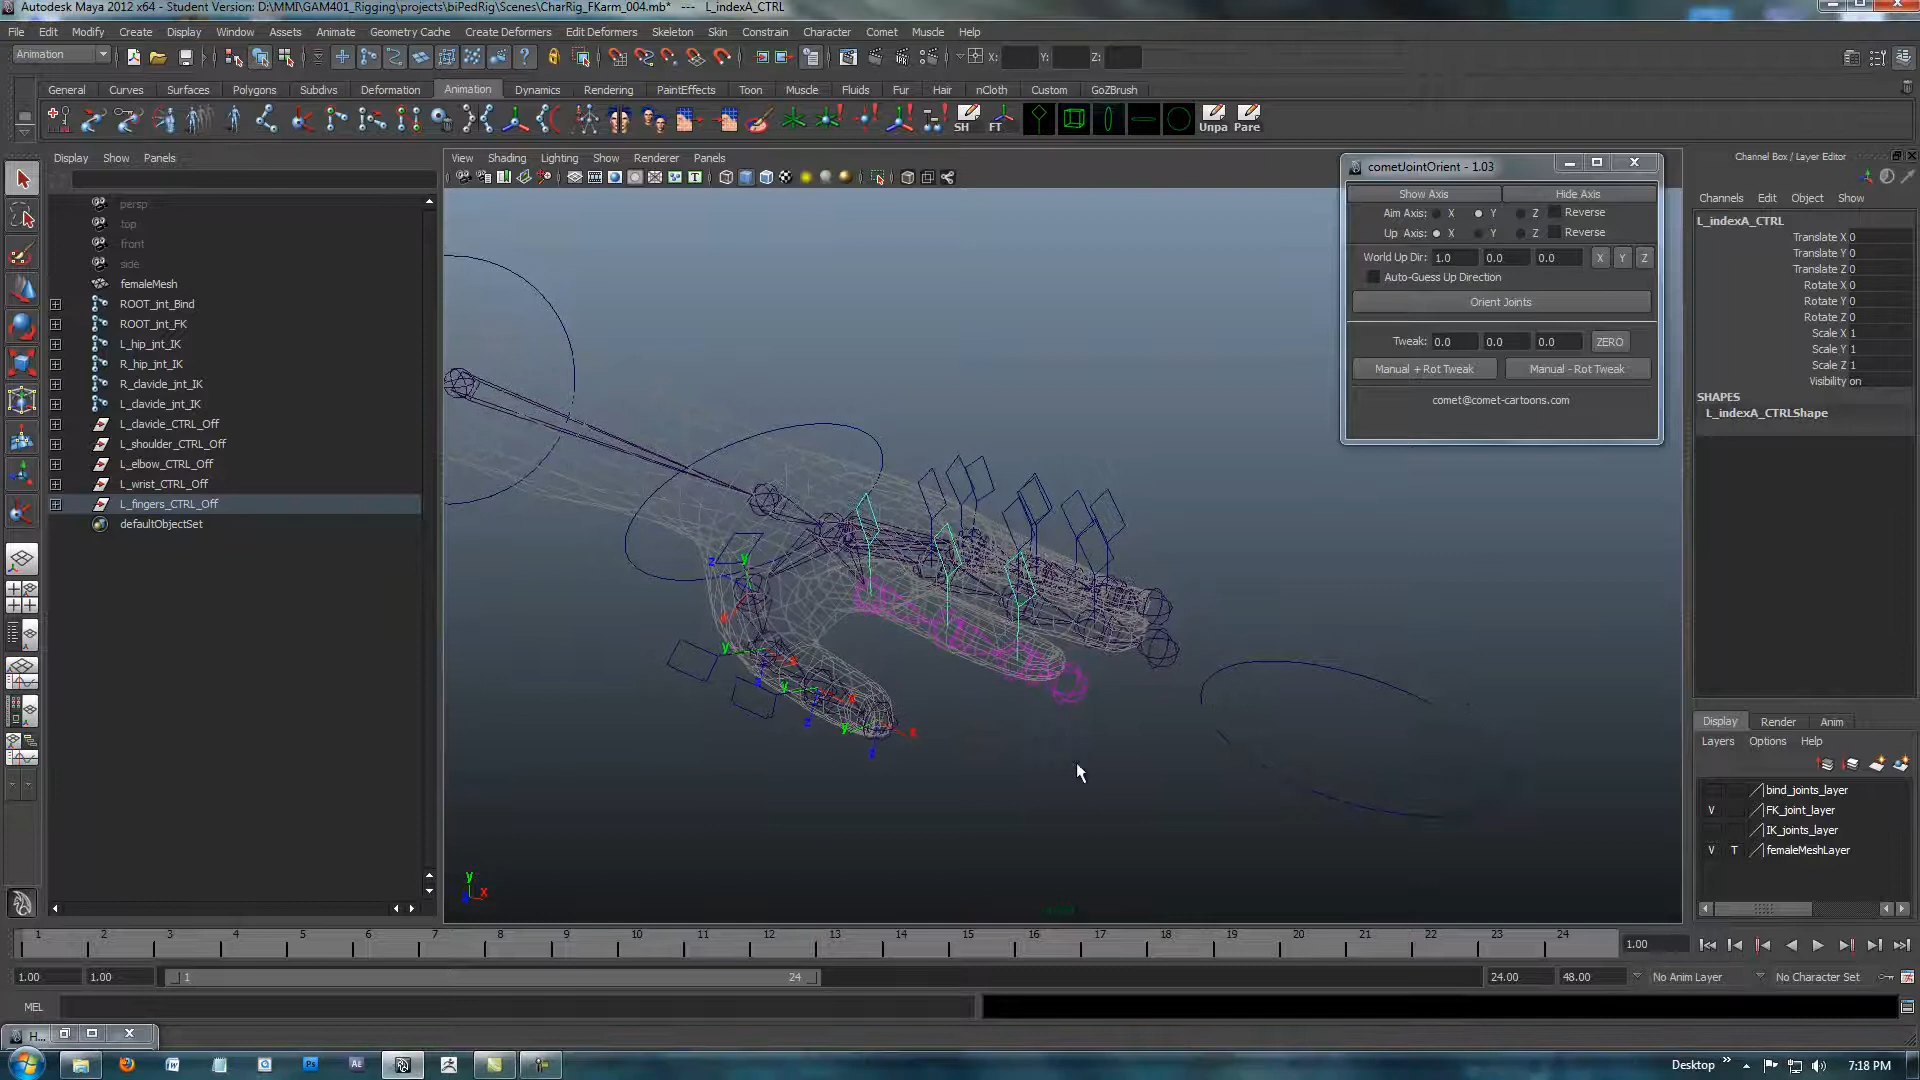 Autodesk Maya 2012 x64 - Student Version: D:\MMI\GAM401_Rigging\projects\biPedRig\Scenes\CharRig_FKarm_004.mb* --- L_indexA_CTRL
File Edit Modify Create Display Window Assets Animate Geometry Cache Create Deformers Edit Deformers Skeleton Skin Constrain Character Comet Muscle Help
Animation X: Y: Z:
General Curves Surfaces Polygons Subdivs Deformation Animation Dynamics Rendering PaintEffects Toon Muscle Fluids Fur Hair nCloth Custom GoZBrush
SH FT Unpa Pare
Display Show Panels
View Shading Lighting Show Renderer Panels
persp
top
front
side
femaleMesh
ROOT_jnt_Bind
ROOT_jnt_FK
L_hip_jnt_IK
R_hip_jnt_IK
R_clavicle_jnt_IK
L_clavicle_jnt_IK
L_clavicle_CTRL_Off
L_shoulder_CTRL_Off
L_elbow_CTRL_Off
L_wrist_CTRL_Off
L_fingers_CTRL_Off
defaultObjectSet
cometJointOrient - 1.03
Show Axis Hide Axis
Aim Axis: X Y Z Reverse
Up Axis: X Y Z Reverse
World Up Dir: 1.0 0.0 0.0 X Y Z
Auto-Guess Up Direction
Orient Joints
Tweak: 0.0 0.0 0.0 ZERO
Manual + Rot Tweak Manual - Rot Tweak
comet@comet-cartoons.com
Channel Box / Layer Editor
Channels Edit Object Show
L_indexA_CTRL
Translate X 0
Translate Y 0
Translate Z 0
Rotate X 0
Rotate Y 0
Rotate Z 0
Scale X 1
Scale Y 1
Scale Z 1
Visibility on
SHAPES
L_indexA_CTRLShape
Display Render Anim
Layers Options Help
bind_joints_layer
V FK_joint_layer
IK_joints_layer
V T femaleMeshLayer
z y
y x
z
y x
z
y x
z
y x
1 2 3 4 5 6 7 8 9 10 11 12 13 14 15 16 17 18 19 20 21 22 23 24 1.00
1.00 1.00 1 24 24.00 48.00 No Anim Layer No Character Set
MEL
H...
Desktop 7:18 PM